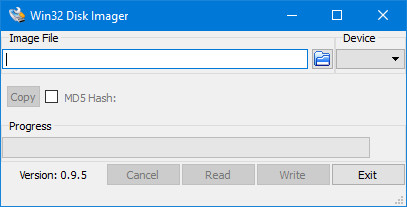 Win32 Disk Imager
Image File Device
Copy MD5 Hash:
Progress
Version: 0.9.5 Cancel Read Write Exit